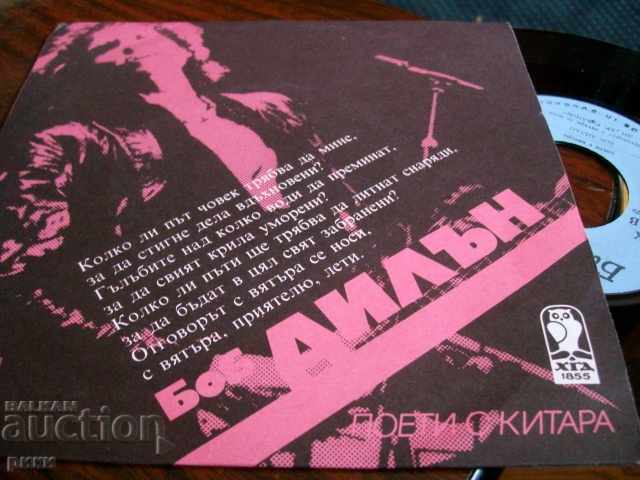 Колко ли път човек трябва да мине,
за да стигне дела вдъхновени?
Гълъбите над колко води да преминат,
за да свият крила уморени?
Колко ли пъти ще трябва да литнат снаряди,
за да бъдат в цял свят забранени?
Отговорът с вятъра се носи,
с вятъра, приятелю, лети.
Боб ДИЛЪН
ПОЕТИ С КИТАРА
ХГД
1855
BALKAN
auction
рики